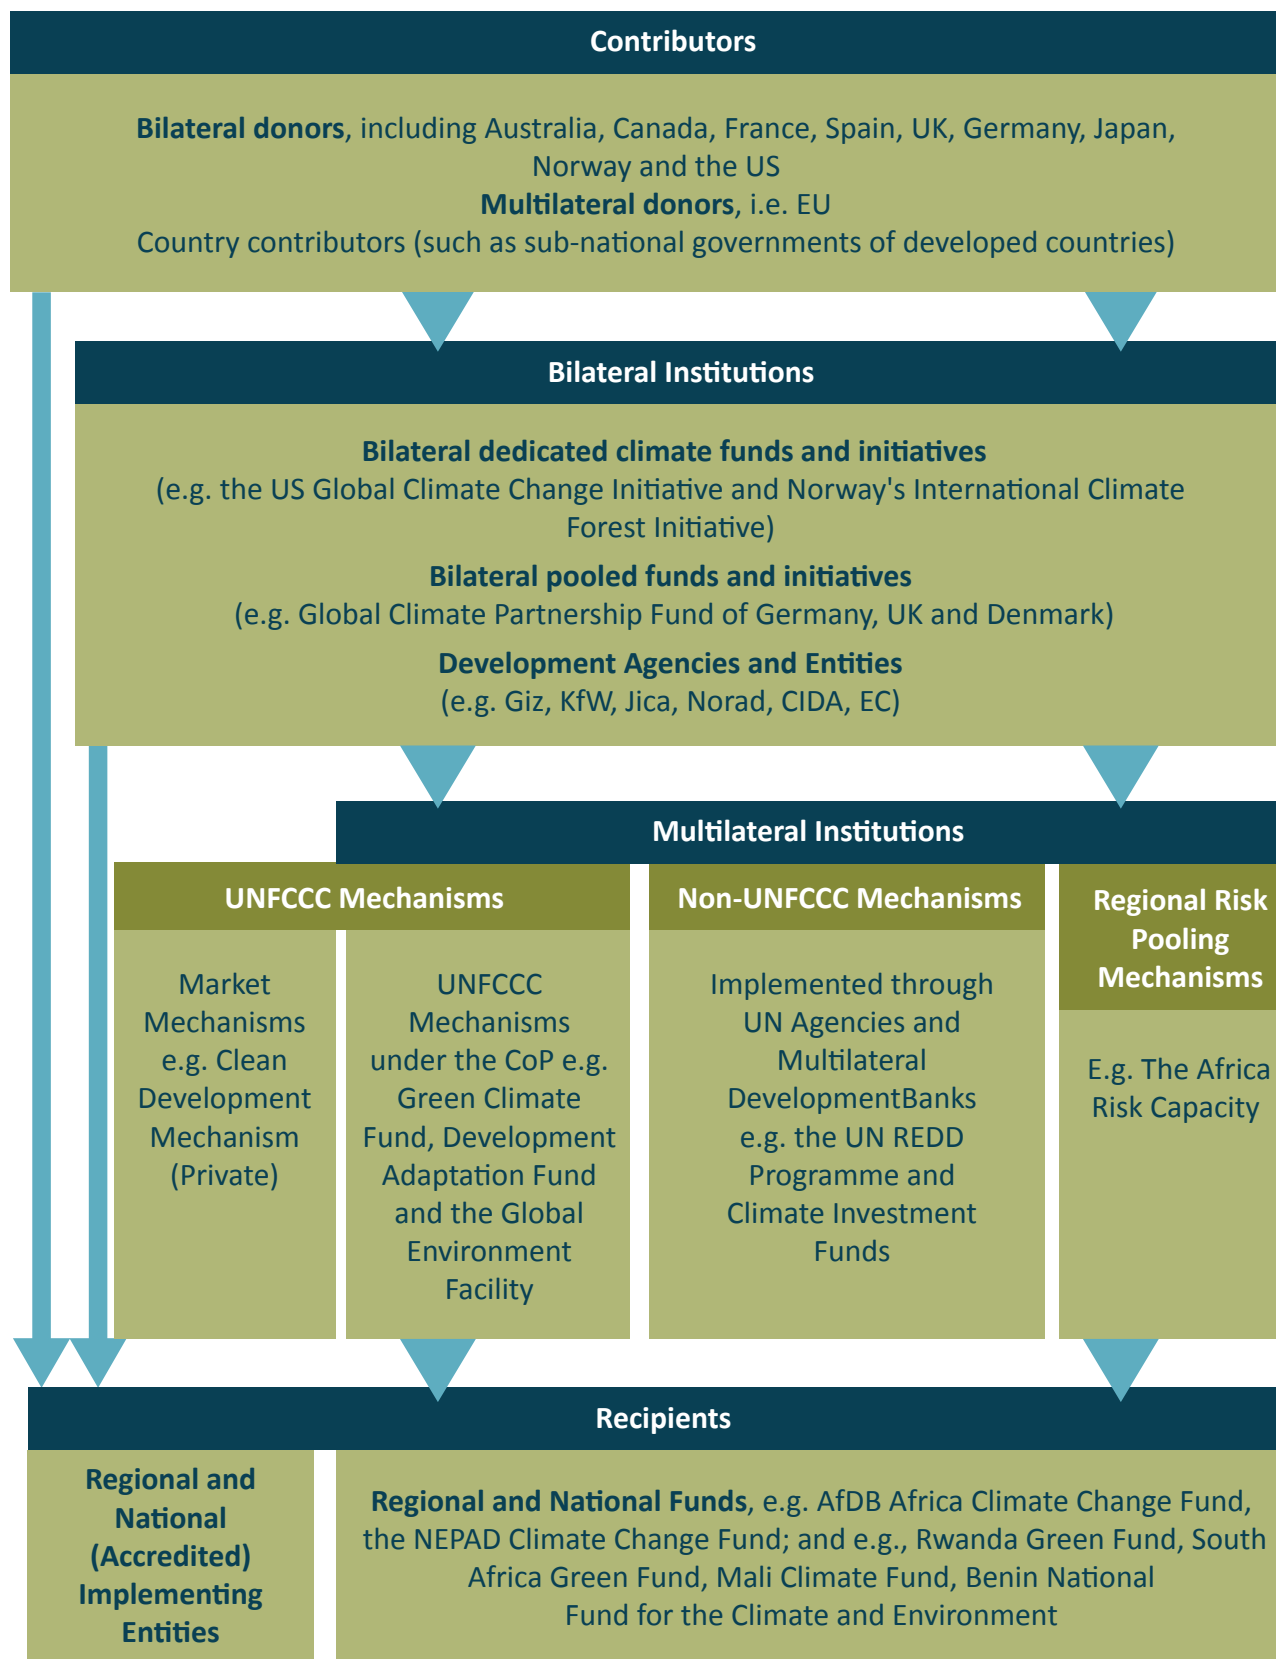 Contributors
Bilateral donors, including Australia, Canada, France, Spain, UK, Germany, Japan,
Norway and the US
Multilateral donors, i.e. EU
Country contributors (such as sub-national governments of developed countries)
Bilateral Institutions
Bilateral dedicated climate funds and initiatives
(e.g. the US Global Climate Change Initiative and Norway's International Climate
Forest Initiative)
Bilateral pooled funds and initiatives
(e.g. Global Climate Partnership Fund of Germany, UK and Denmark)
Development Agencies and Entities
(e.g. Giz, KfW, Jica, Norad, CIDA, EC)
Multilateral Institutions
UNFCCC Mechanisms
Market
Mechanisms
e.g. Clean
Development
Mechanism
(Private)
UNFCCC
Mechanisms
under the CoP e.g.
Green Climate
Fund, Development
Adaptation Fund
and the Global
Environment
Facility
Non-UNFCCC Mechanisms
Implemented through
UN Agencies and
Multilateral
DevelopmentBanks
e.g. the UN REDD
Programme and
Climate Investment
Funds
Regional Risk
Pooling
Mechanisms
E.g. The Africa
Risk Capacity
Recipients
Regional and
National
(Accredited)
Implementing
Entities
Regional and National Funds, e.g. AfDB Africa Climate Change Fund,
the NEPAD Climate Change Fund; and e.g., Rwanda Green Fund, South
Africa Green Fund, Mali Climate Fund, Benin National
Fund for the Climate and Environment